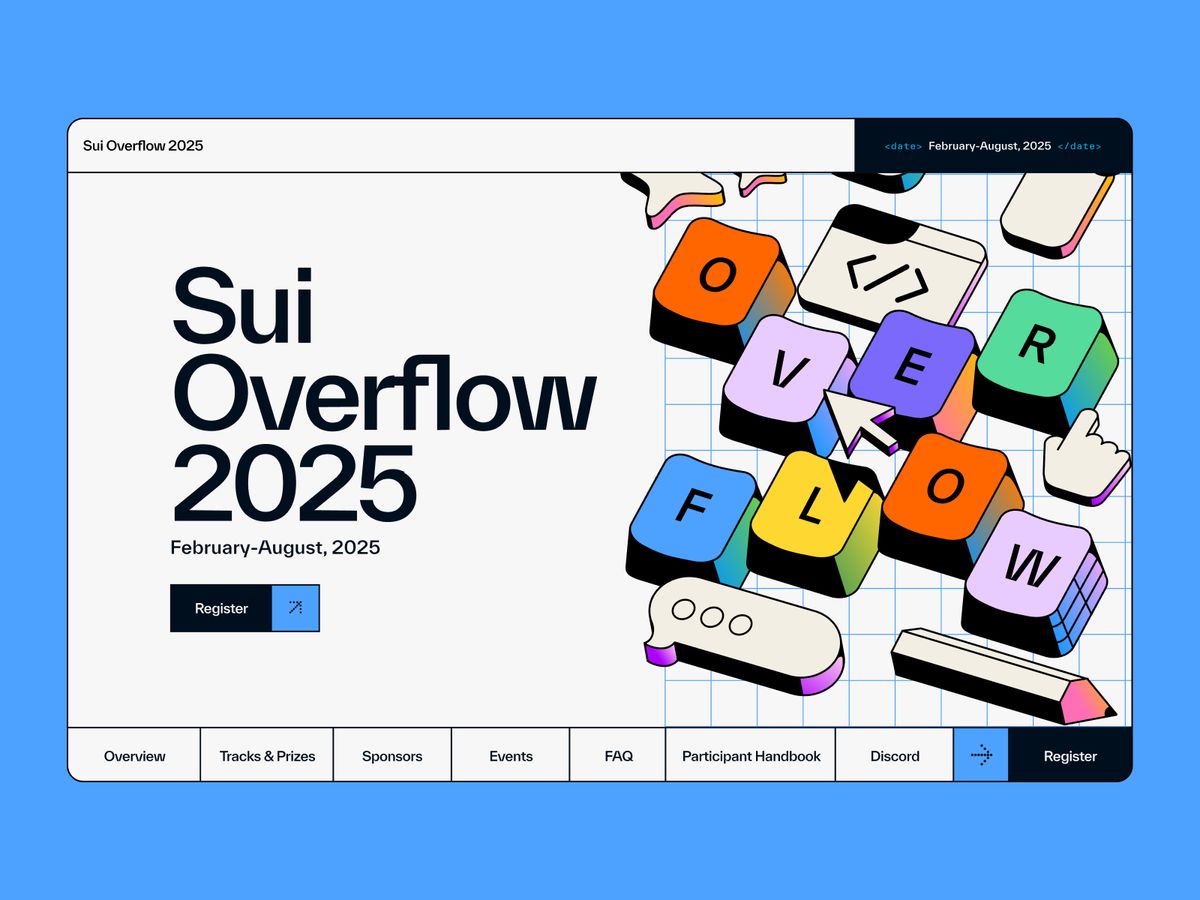 Sui Overflow 2025
<date> February-August, 2025 </date>
Sui
Overflow
2025
February-August, 2025
Register
O
</>
V E R
F L O W
Overview
Tracks & Prizes
Sponsors
Events
FAQ
Participant Handbook
Discord
Register